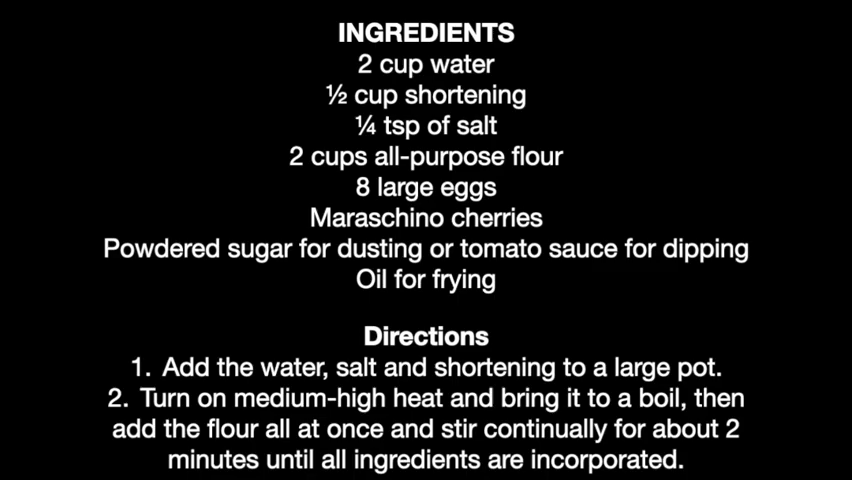 INGREDIENTS
2 cup water
½ cup shortening
¼ tsp of salt
2 cups all-purpose flour
8 large eggs
Maraschino cherries
Powdered sugar for dusting or tomato sauce for dipping
Oil for frying
Directions
1. Add the water, salt and shortening to a large pot.
2. Turn on medium-high heat and bring it to a boil, then
add the flour all at once and stir continually for about 2
minutes until all ingredients are incorporated.